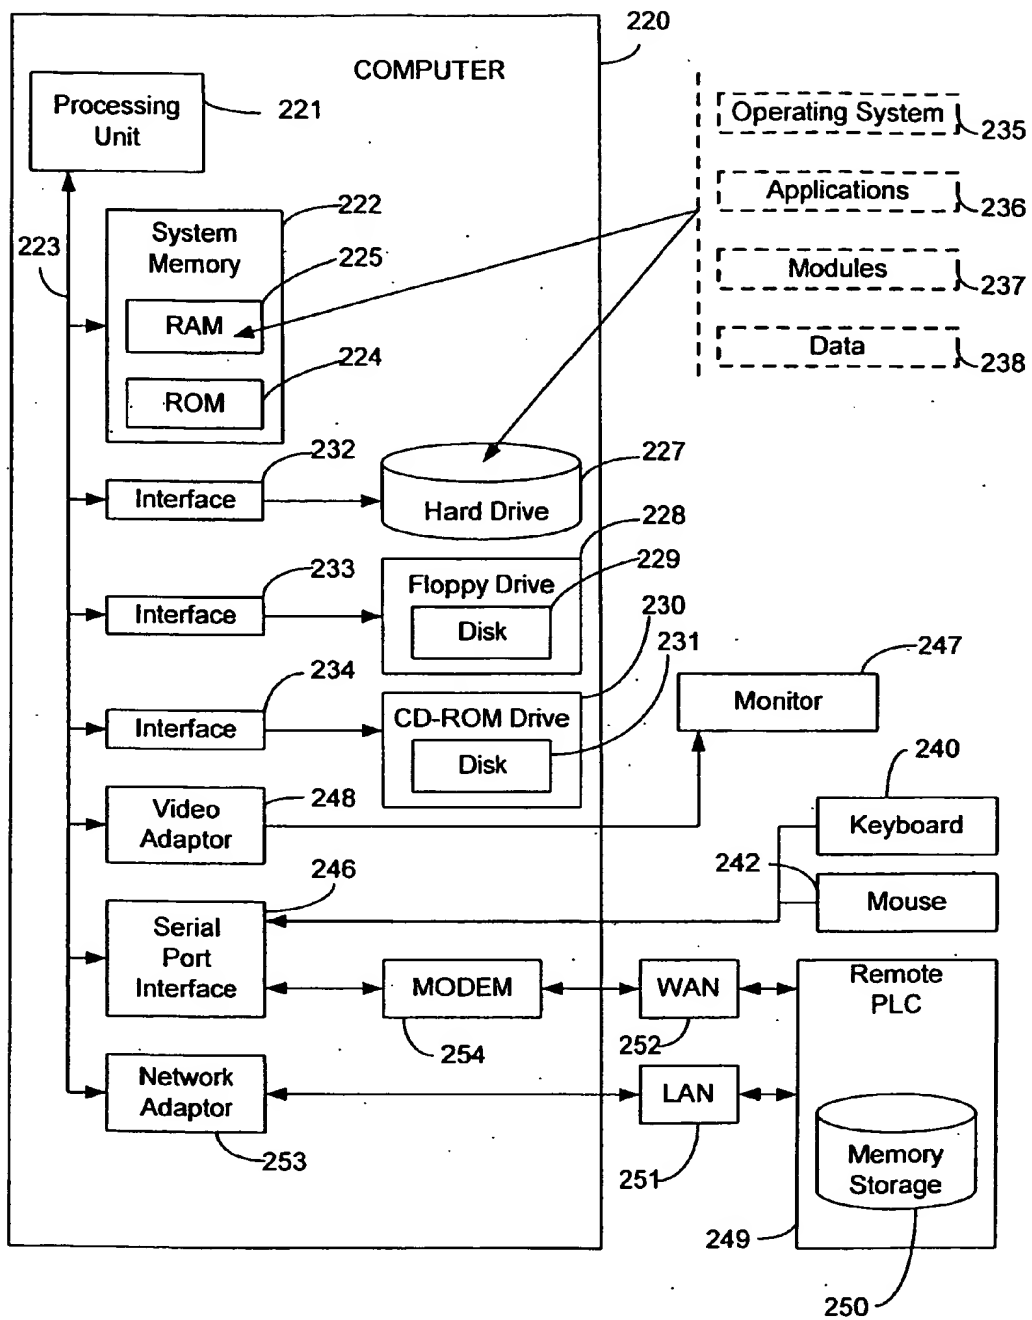 220
COMPUTER
Processing
Unit
221
Operating System
235
Applications
236
Modules
237
Data
238
223
222
System
Memory
225
RAM
224
ROM
232
Interface
227
Hard Drive
233
Interface
228
Floppy Drive
229
Disk
234
Interface
230
CD-ROM Drive
231
Disk
247
Monitor
248
Video
Adaptor
240
Keyboard
242
Mouse
246
Serial
Port
Interface
MODEM
254
WAN
252
Remote
PLC
Network
Adaptor
253
LAN
251
Memory
Storage
249
250